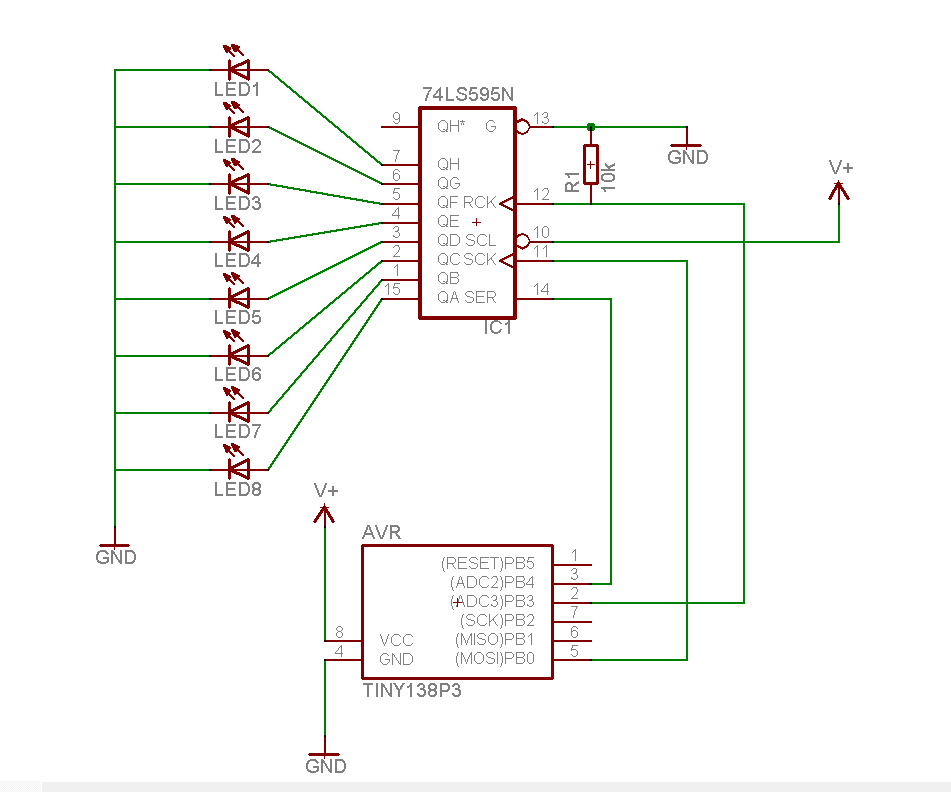 LED1
LED2
LED3
LED4
LED5
LED6
LED7
LED8
GND
74LS595N
9 QH* G 13
7 QH
6 QG
5 QF RCK 12
4 QE
3 QD SCL 10
2 QC SCK 11
1 QB
15 QA SER 14
IC1
R1
10k
GND
V+
V+
AVR
(RESET)PB5 1
(ADC2)PB4 3
(ADC3)PB3 2
(SCK)PB2 7
8 VCC (MISO)PB1 6
4 GND (MOSI)PB0 5
TINY138P3
GND